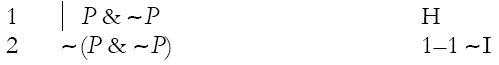 1 | P & ~P H
2 ~(P & ~P) 1–1 ~I